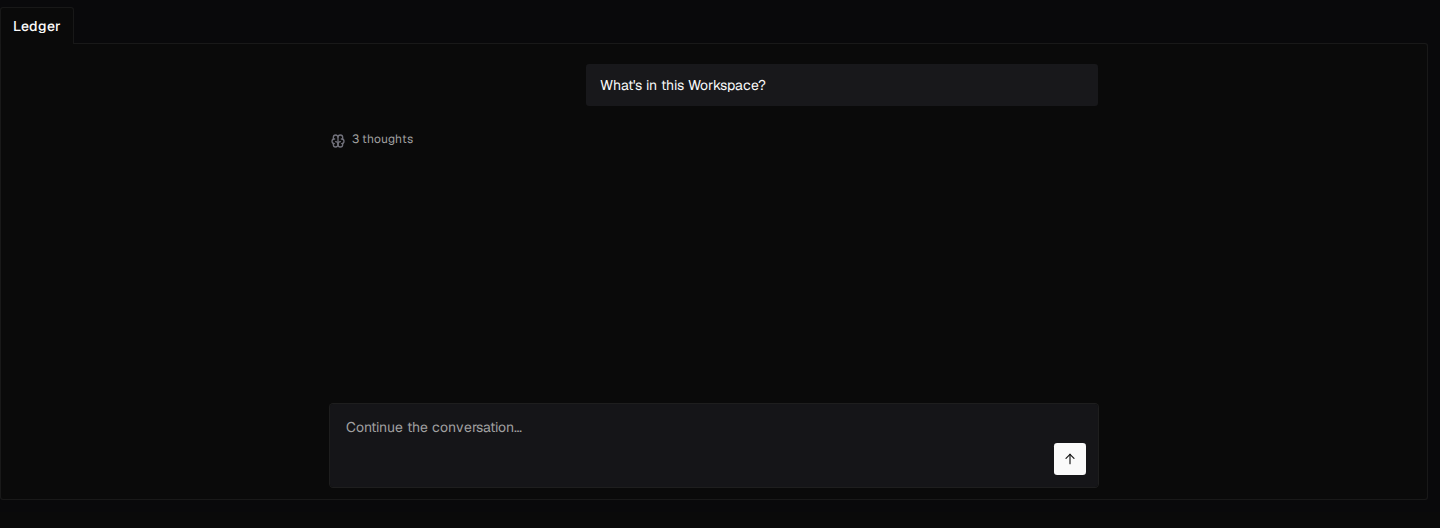 Ledger
What's in this Workspace?
3 thoughts
Continue the conversation...